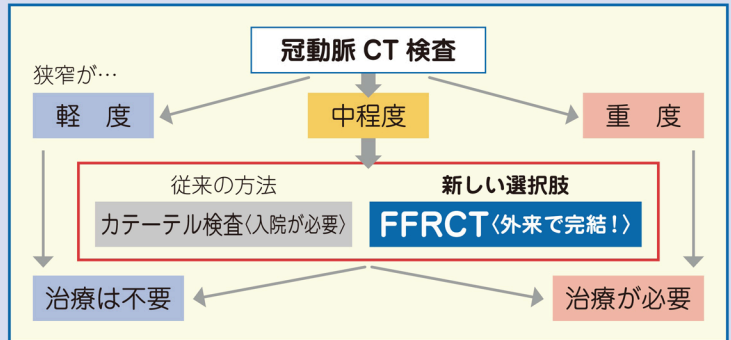 冠動脈 CT 検査
狭窄が…
軽　度
中程度
重　度
従来の方法
新しい選択肢
カテーテル検査〈入院が必要〉
FFRCT〈外来で完結！〉
治療は不要
治療が必要